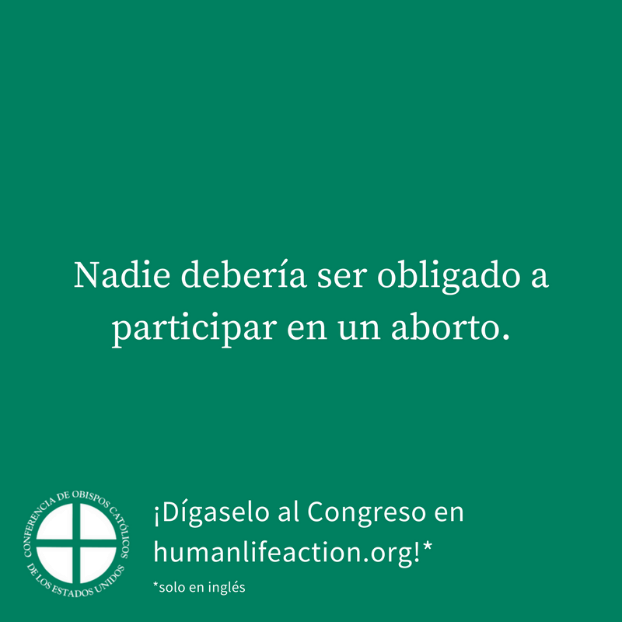 Nadie debería ser obligado a
participar en un aborto.
CONFERENCIA DE OBISPOS CATÓLICOS
DE LOS ESTADOS UNIDOS
¡Dígaselo al Congreso en
humanlifeaction.org!*
*solo en inglés